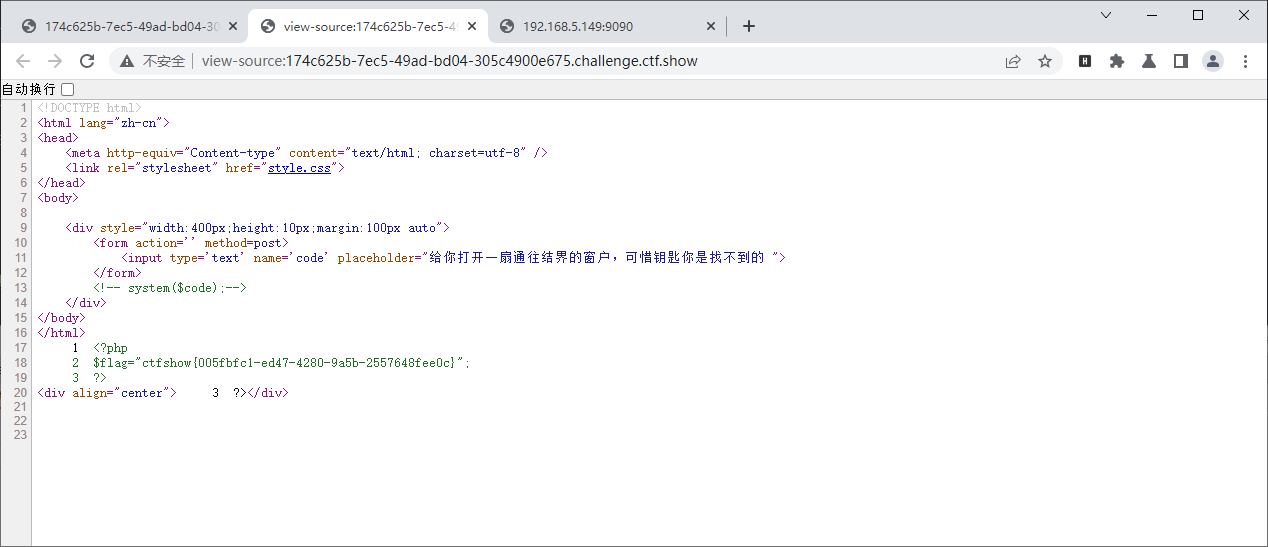 174c625b-7ec5-49ad-bd04-30
view-source:174c625b-7ec5-4
192.168.5.149:9090
不安全 view-source:174c625b-7ec5-49ad-bd04-305c4900e675.challenge.ctf.show
自动换行
1 <!DOCTYPE html>
2 <html lang="zh-cn">
3 <head>
4 <meta http-equiv="Content-type" content="text/html; charset=utf-8" />
5 <link rel="stylesheet" href="style.css">
6 </head>
7 <body>
8
9 <div style="width:400px;height:10px;margin:100px auto">
10 <form action='' method=post>
11 <input type='text' name='code' placeholder="给你打开一扇通往结界的窗户，可惜钥匙你是找不到的 ">
12 </form>
13 <!-- system($code);-->
14 </div>
15 </body>
16 </html>
17 1 <?php
18 2 $flag="ctfshow{005fbfc1-ed47-4280-9a5b-2557648fee0c}";
19 3 ?>
20 <div align="center"> 3 ?></div>
21
22
23